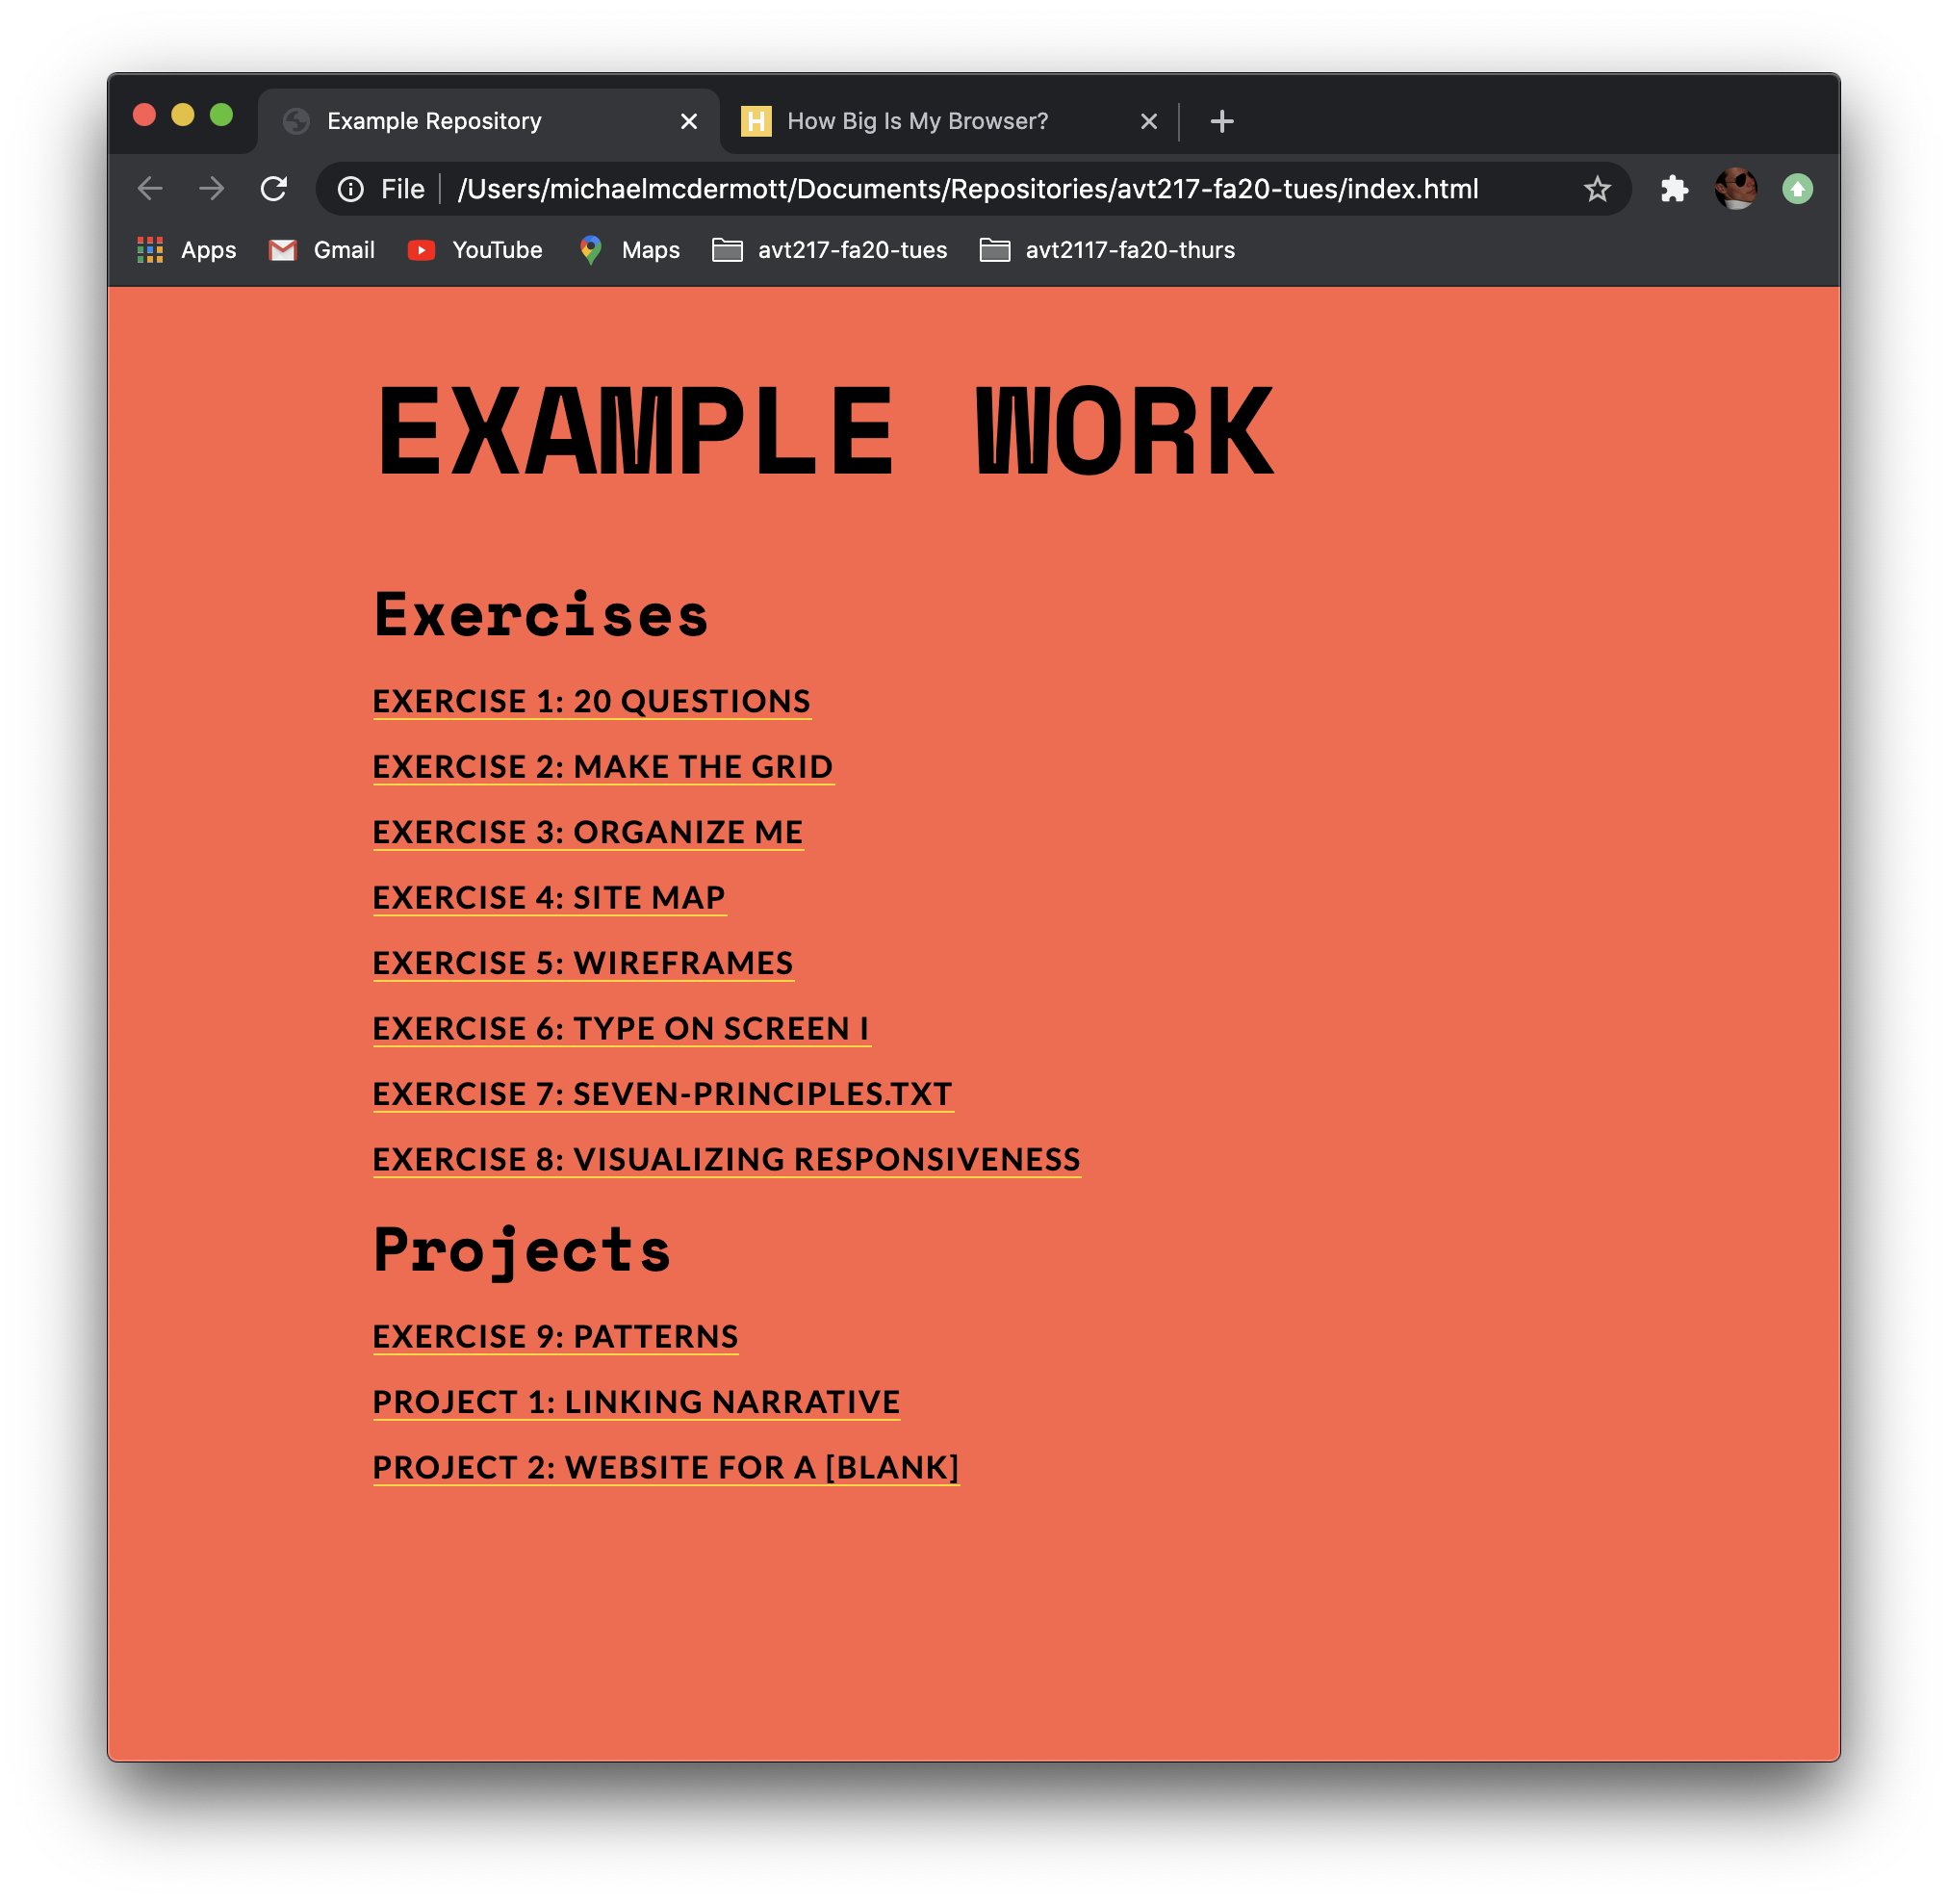 Example Repository
H How Big Is My Browser?
File /Users/michaelmcdermott/Documents/Repositories/avt217-fa20-tues/index.html
Apps Gmail YouTube Maps avt217-fa20-tues avt2117-fa20-thurs
EXAMPLE WORK
Exercises
EXERCISE 1: 20 QUESTIONS
EXERCISE 2: MAKE THE GRID
EXERCISE 3: ORGANIZE ME
EXERCISE 4: SITE MAP
EXERCISE 5: WIREFRAMES
EXERCISE 6: TYPE ON SCREEN I
EXERCISE 7: SEVEN-PRINCIPLES.TXT
EXERCISE 8: VISUALIZING RESPONSIVENESS
Projects
EXERCISE 9: PATTERNS
PROJECT 1: LINKING NARRATIVE
PROJECT 2: WEBSITE FOR A [BLANK]